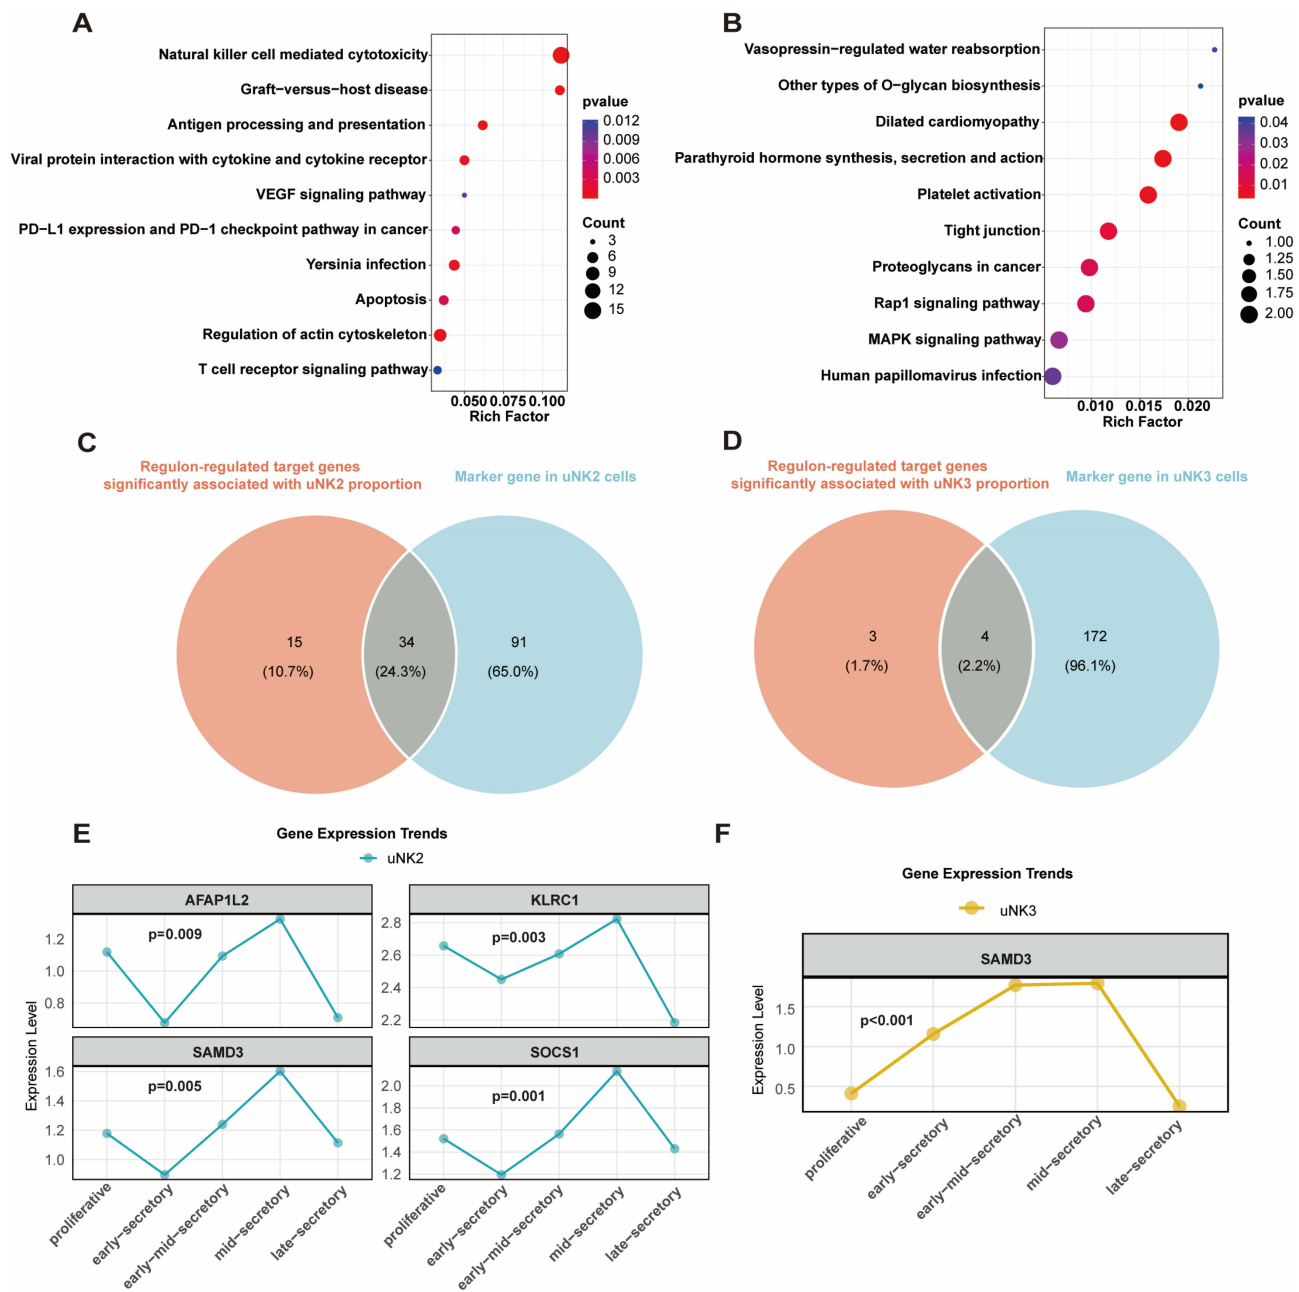 A
Natural killer cell mediated cytotoxicity
Graft−versus−host disease
Antigen processing and presentation
Viral protein interaction with cytokine and cytokine receptor
VEGF signaling pathway
PD−L1 expression and PD−1 checkpoint pathway in cancer
Yersinia infection
Apoptosis
Regulation of actin cytoskeleton
T cell receptor signaling pathway
0.050 0.075 0.100
Rich Factor
pvalue
0.012
0.009
0.006
0.003
Count
3
6
9
12
15
B
Vasopressin−regulated water reabsorption
Other types of O−glycan biosynthesis
Dilated cardiomyopathy
Parathyroid hormone synthesis, secretion and action
Platelet activation
Tight junction
Proteoglycans in cancer
Rap1 signaling pathway
MAPK signaling pathway
Human papillomavirus infection
0.010 0.015 0.020
Rich Factor
pvalue
0.04
0.03
0.02
0.01
Count
1.00
1.25
1.50
1.75
2.00
C
Regulon-regulated target genes
significantly associated with uNK2 proportion
Marker gene in uNK2 cells
15
(10.7%)
34
(24.3%)
91
(65.0%)
D
Regulon-regulated target genes
significantly associated with uNK3 proportion
Marker gene in uNK3 cells
3
(1.7%)
4
(2.2%)
172
(96.1%)
E
Gene Expression Trends
uNK2
Expression Level
AFAP1L2
p=0.009
1.2
1.0
0.8
KLRC1
p=0.003
2.8
2.6
2.4
2.2
SAMD3
p=0.005
1.6
1.4
1.2
1.0
SOCS1
p=0.001
2.0
1.8
1.6
1.4
1.2
proliferative
early−secretory
early−mid−secretory
mid−secretory
late−secretory
proliferative
early−secretory
early−mid−secretory
mid−secretory
late−secretory
F
Gene Expression Trends
uNK3
SAMD3
p<0.001
Expression Level
1.5
1.0
0.5
proliferative
early−secretory
early−mid−secretory
mid−secretory
late−secretory